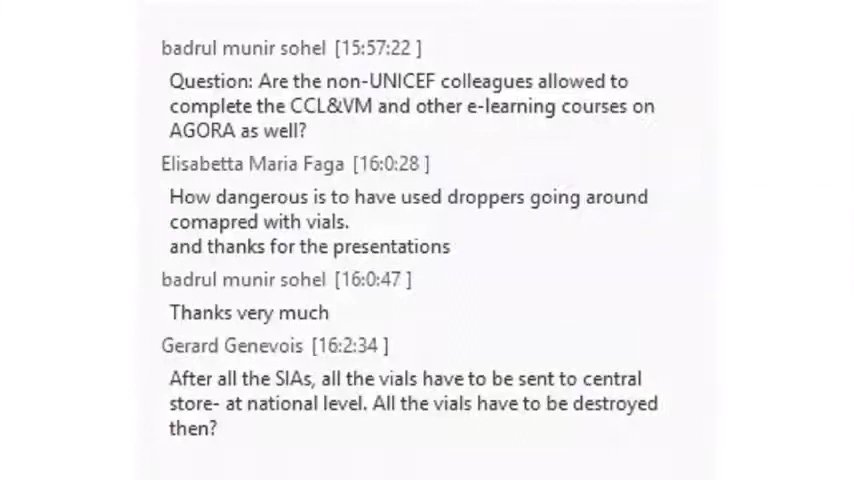 badrul munir sohel [15:57:22 ]
Question: Are the non-UNICEF colleagues allowed to
complete the CCL&VM and other e-learning courses on
AGORA as well?
Elisabetta Maria Faga [16:0:28 ]
How dangerous is to have used droppers going around
comapred with vials.
and thanks for the presentations
badrul munir sohel [16:0:47 ]
Thanks very much
Gerard Genevois [16:2:34 ]
After all the SIAs, all the vials have to be sent to central
store- at national level. All the vials have to be destroyed
then?